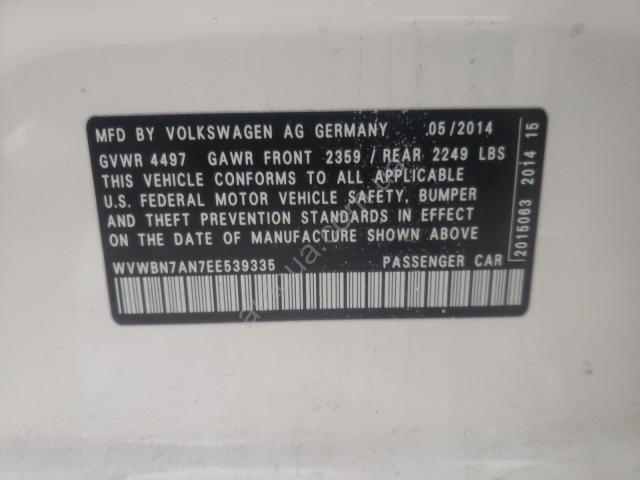 MFD BY VOLKSWAGEN AG GERMANY 05/2014
GVWR 4497 GAWR FRONT 2359 / REAR 2249 LBS
THIS VEHICLE CONFORMS TO ALL APPLICABLE
U.S. FEDERAL MOTOR VEHICLE SAFETY, BUMPER
AND THEFT PREVENTION STANDARDS IN EFFECT
ON THE DATE OF MANUFACTURE SHOWN ABOVE
WVWBN7AN7EE539335 PASSENGER CAR
2015063 2014 15